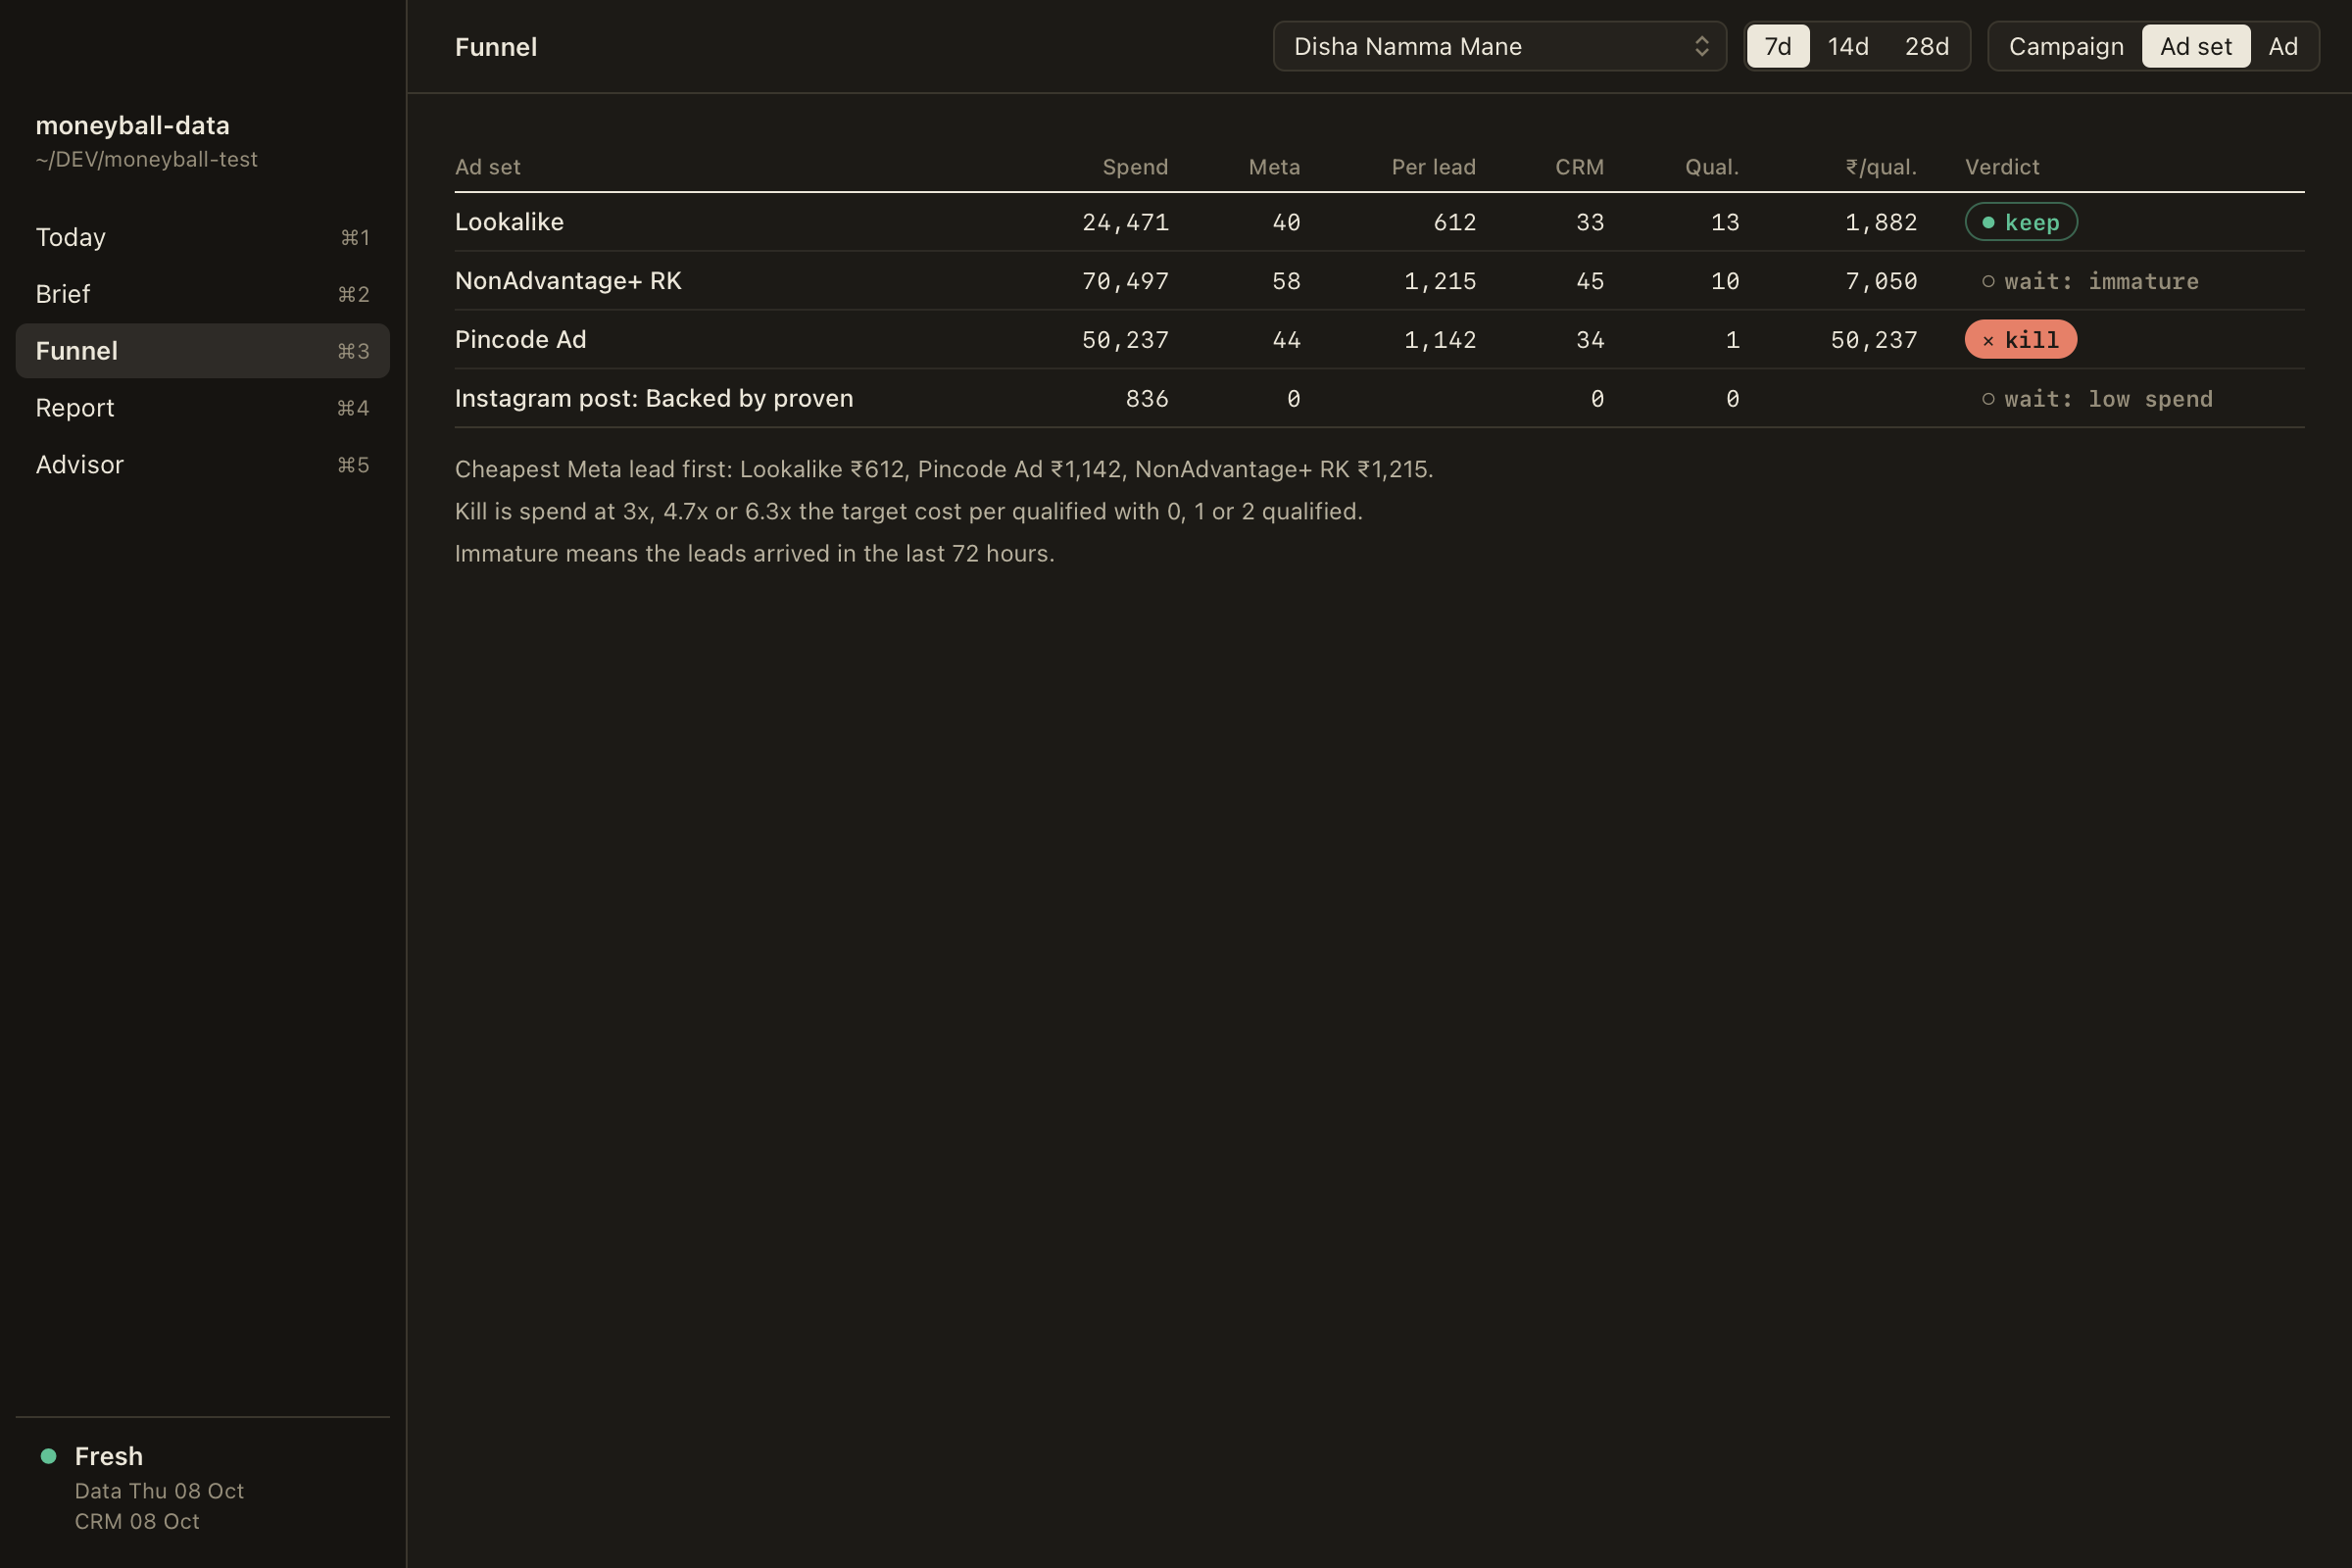 moneyball-data
~/DEV/moneyball-test
Today ⌘1
Brief ⌘2
Funnel ⌘3
Report ⌘4
Advisor ⌘5
Fresh
Data Thu 08 Oct
CRM 08 Oct
Funnel Disha Namma Mane 7d 14d 28d Campaign Ad set Ad
Ad set Spend Meta Per lead CRM Qual. ₹/qual. Verdict
Lookalike 24,471 40 612 33 13 1,882 keep
NonAdvantage+ RK 70,497 58 1,215 45 10 7,050 wait: immature
Pincode Ad 50,237 44 1,142 34 1 50,237 × kill
Instagram post: Backed by proven 836 0 0 0 wait: low spend
Cheapest Meta lead first: Lookalike ₹612, Pincode Ad ₹1,142, NonAdvantage+ RK ₹1,215.
Kill is spend at 3x, 4.7x or 6.3x the target cost per qualified with 0, 1 or 2 qualified.
Immature means the leads arrived in the last 72 hours.